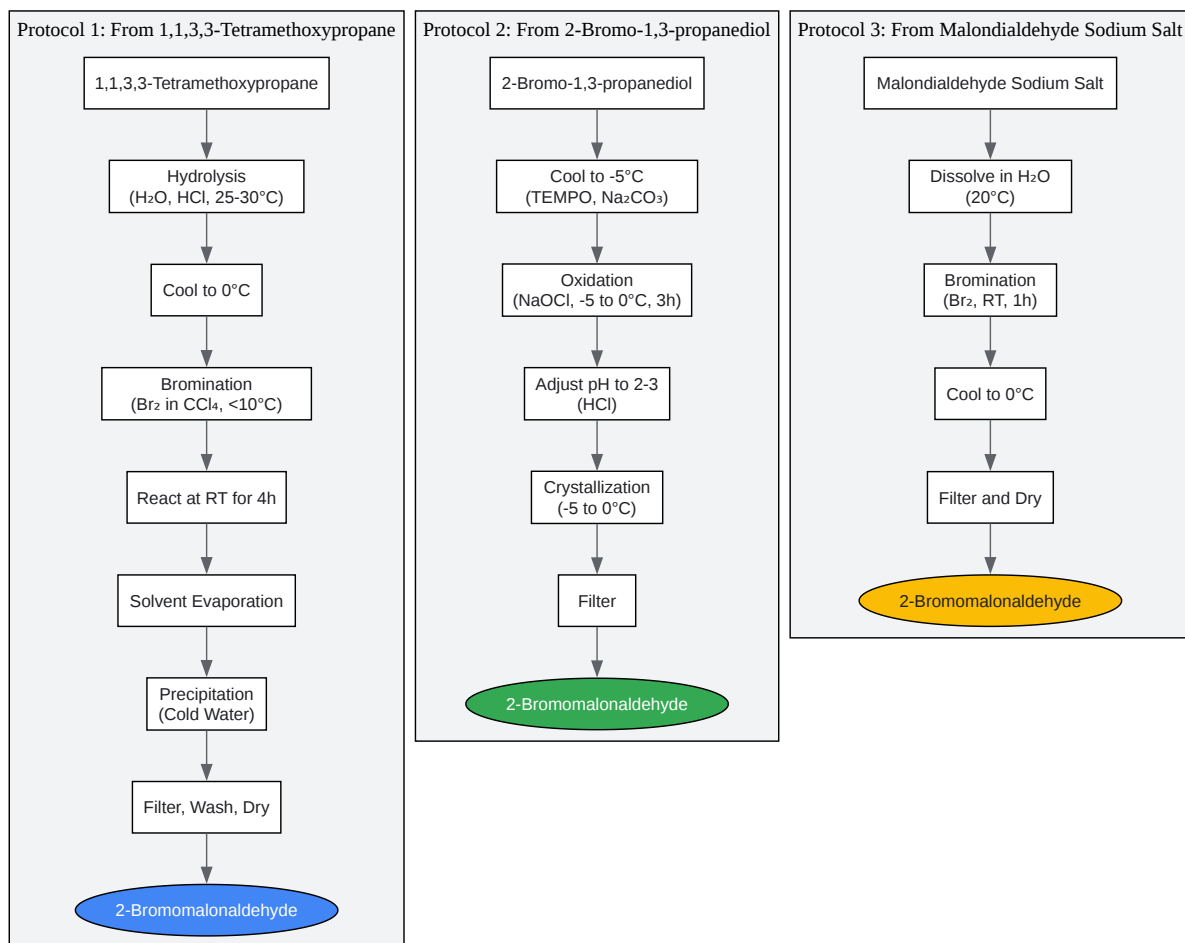 Protocol 1: From 1,1,3,3-Tetramethoxypropane
1,1,3,3-Tetramethoxypropane
Hydrolysis
(H₂O, HCl, 25-30°C)
Cool to 0°C
Bromination
(Br₂ in CCl₄, <10°C)
React at RT for 4h
Solvent Evaporation
Precipitation
(Cold Water)
Filter, Wash, Dry
2-Bromomalonaldehyde
Protocol 2: From 2-Bromo-1,3-propanediol
2-Bromo-1,3-propanediol
Cool to -5°C
(TEMPO, Na₂CO₃)
Oxidation
(NaOCl, -5 to 0°C, 3h)
Adjust pH to 2-3
(HCl)
Crystallization
(-5 to 0°C)
Filter
2-Bromomalonaldehyde
Protocol 3: From Malondialdehyde Sodium Salt
Malondialdehyde Sodium Salt
Dissolve in H₂O
(20°C)
Bromination
(Br₂, RT, 1h)
Cool to 0°C
Filter and Dry
2-Bromomalonaldehyde